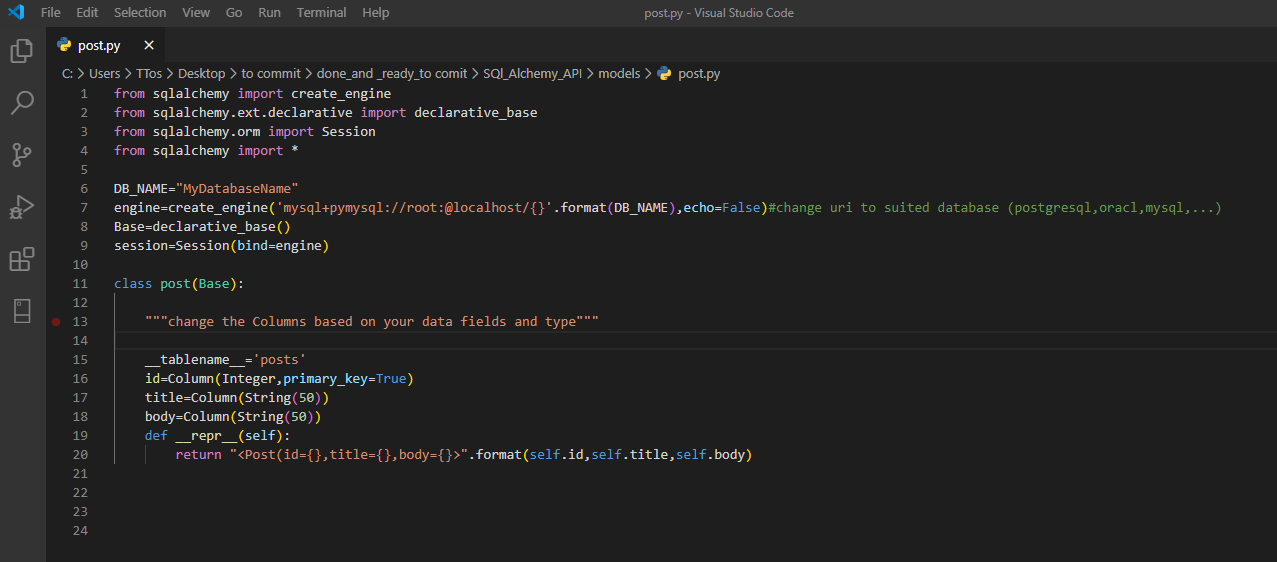 File Edit Selection View Go Run Terminal Help post.py - Visual Studio Code
post.py
C: > Users > TTos > Desktop > to commit > done_and _ready_to comit > SQl_Alchemy_API > models > post.py
1 from sqlalchemy import create_engine
2 from sqlalchemy.ext.declarative import declarative_base
3 from sqlalchemy.orm import Session
4 from sqlalchemy import *
5
6 DB_NAME="MyDatabaseName"
7 engine=create_engine('mysql+pymysql://root:@localhost/{}'.format(DB_NAME),echo=False)#change uri to suited database (postgresql,oracl,mysql,...)
8 Base=declarative_base()
9 session=Session(bind=engine)
10
11 class post(Base):
12
13     """change the Columns based on your data fields and type"""
14
15     __tablename__='posts'
16     id=Column(Integer,primary_key=True)
17     title=Column(String(50))
18     body=Column(String(50))
19     def __repr__(self):
20         return "<Post(id={},title={},body={}>".format(self.id,self.title,self.body)
21
22
23
24